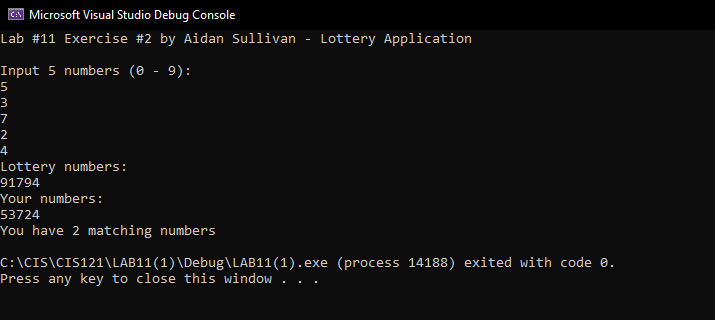 Microsoft Visual Studio Debug Console
Lab #11 Exercise #2 by Aidan Sullivan - Lottery Application
Input 5 numbers (0 - 9):
5
3
7
2
4
Lottery numbers:
91794
Your numbers:
53724
You have 2 matching numbers
C:\CIS\CIS121\LAB11(1)\Debug\LAB11(1).exe (process 14188) exited with code 0.
Press any key to close this window . . .